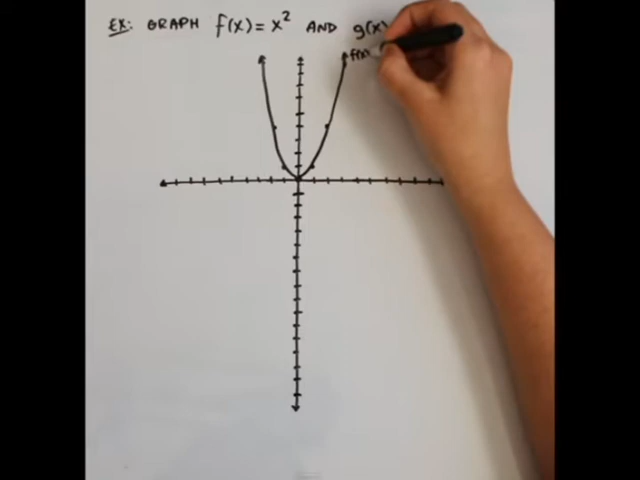 EX: GRAPH f(x) = x² AND g(x)
f(x)